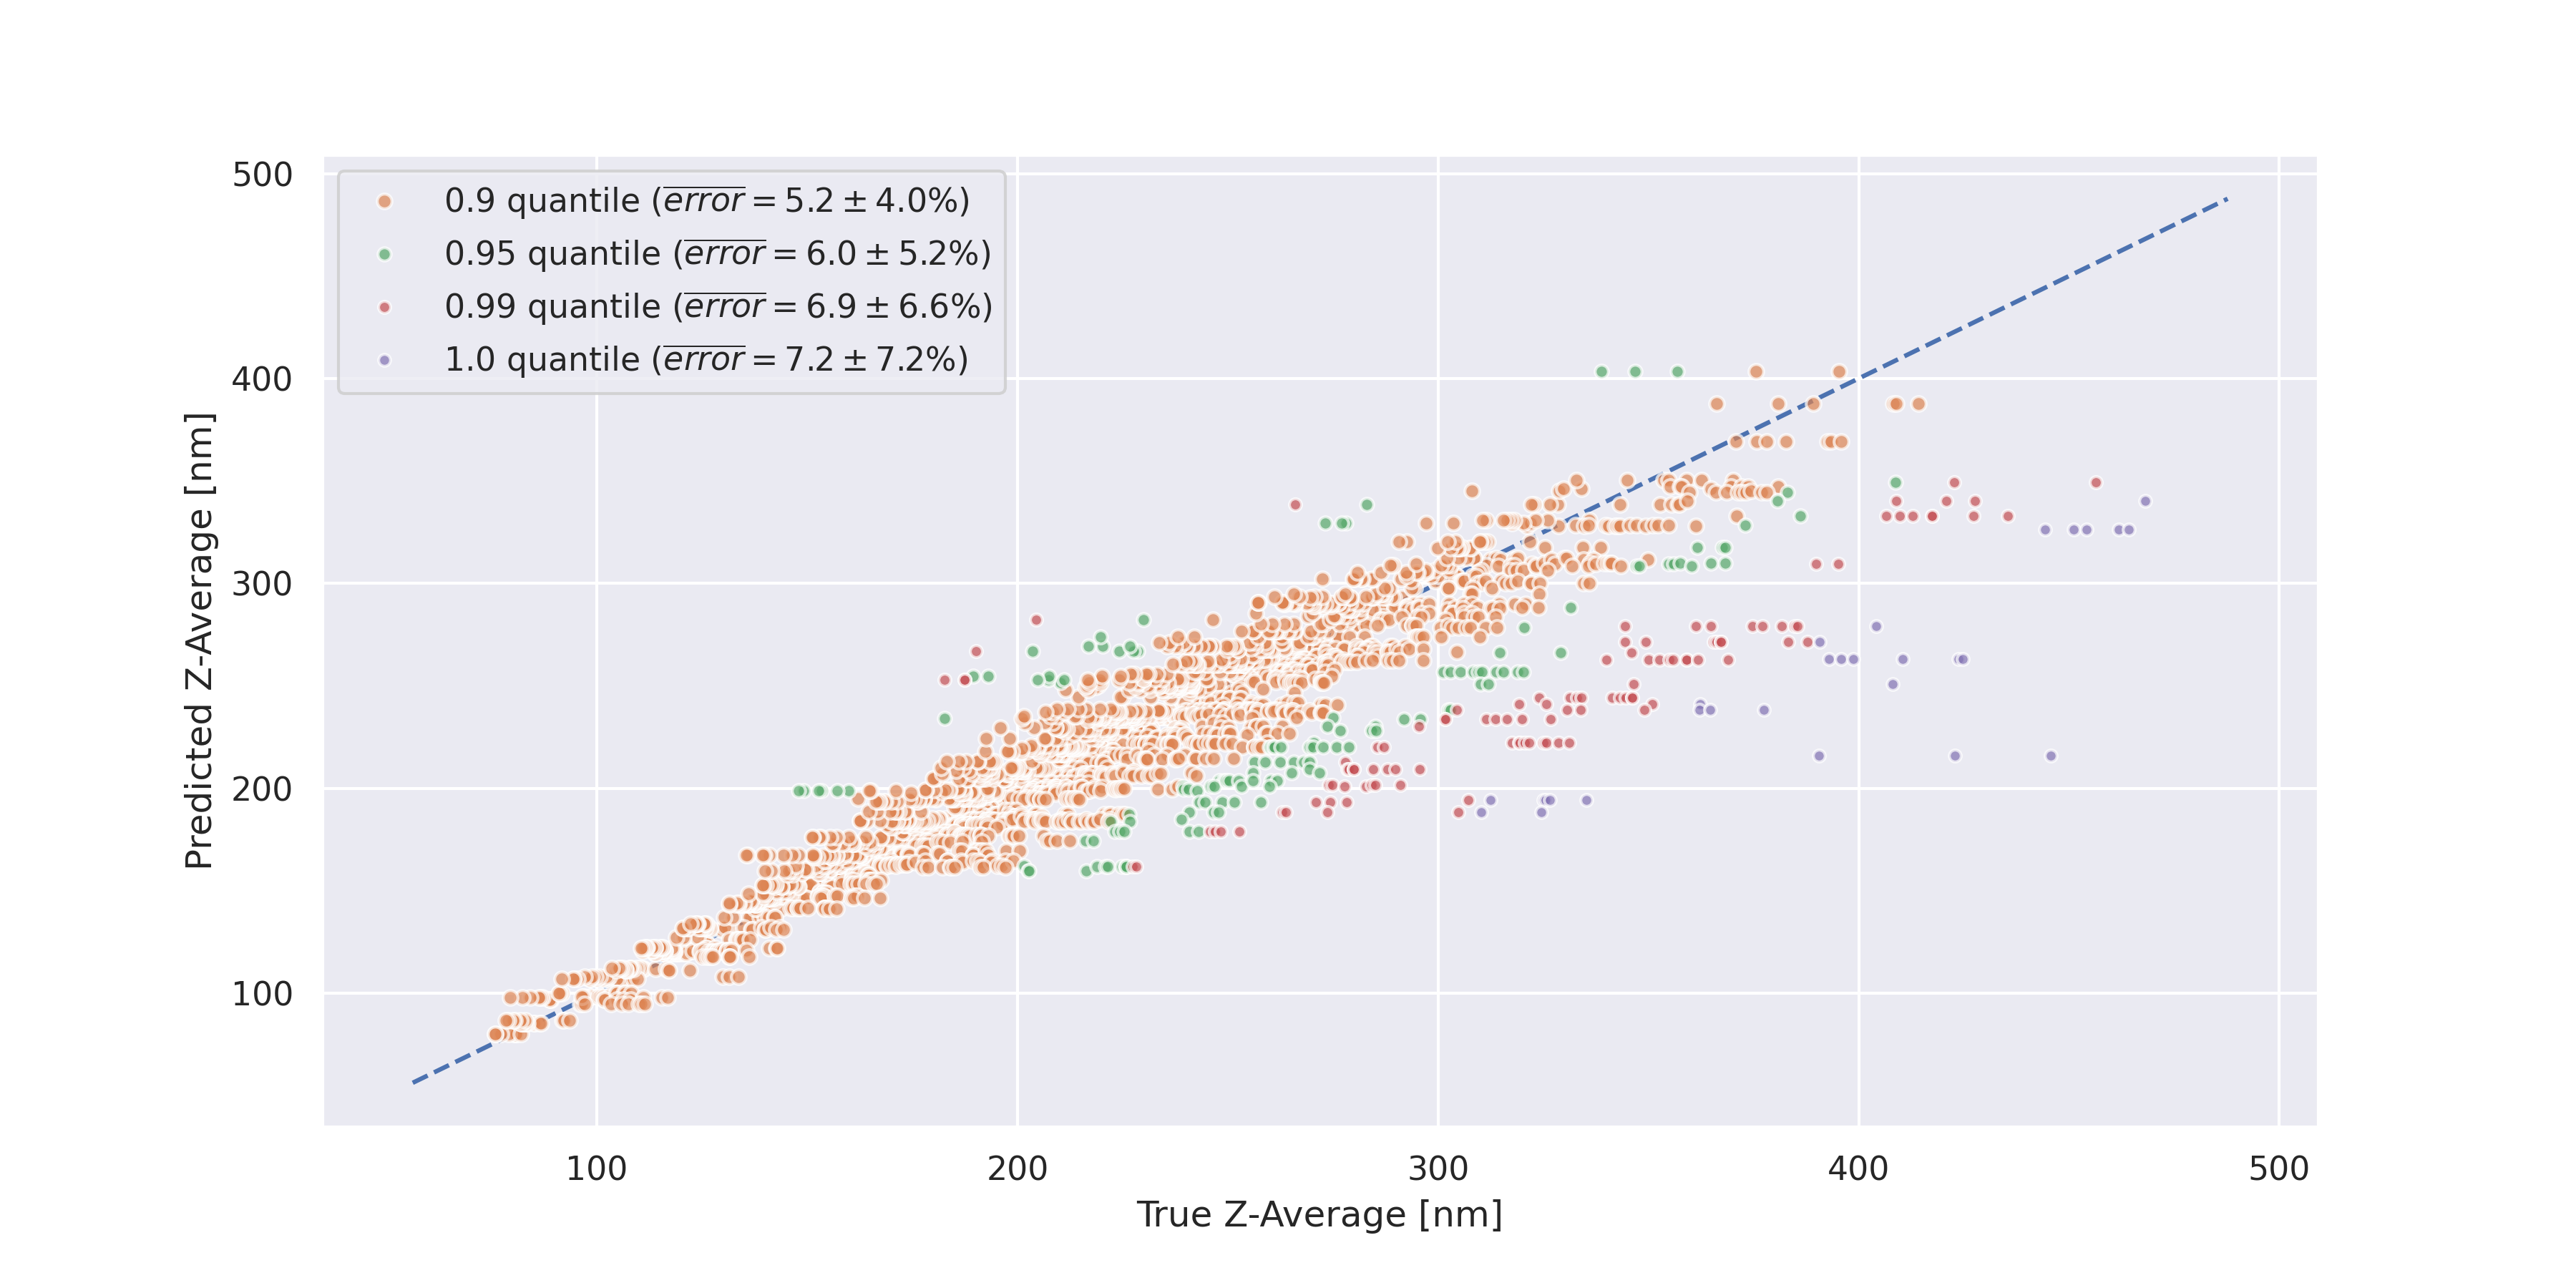 0.9 quantile (error = 5.2 ± 4.0%)
0.95 quantile (error = 6.0 ± 5.2%)
0.99 quantile (error = 6.9 ± 6.6%)
1.0 quantile (error = 7.2 ± 7.2%)
500
400
300
200
100
Predicted Z-Average [nm]
100 200 300 400 500
True Z-Average [nm]